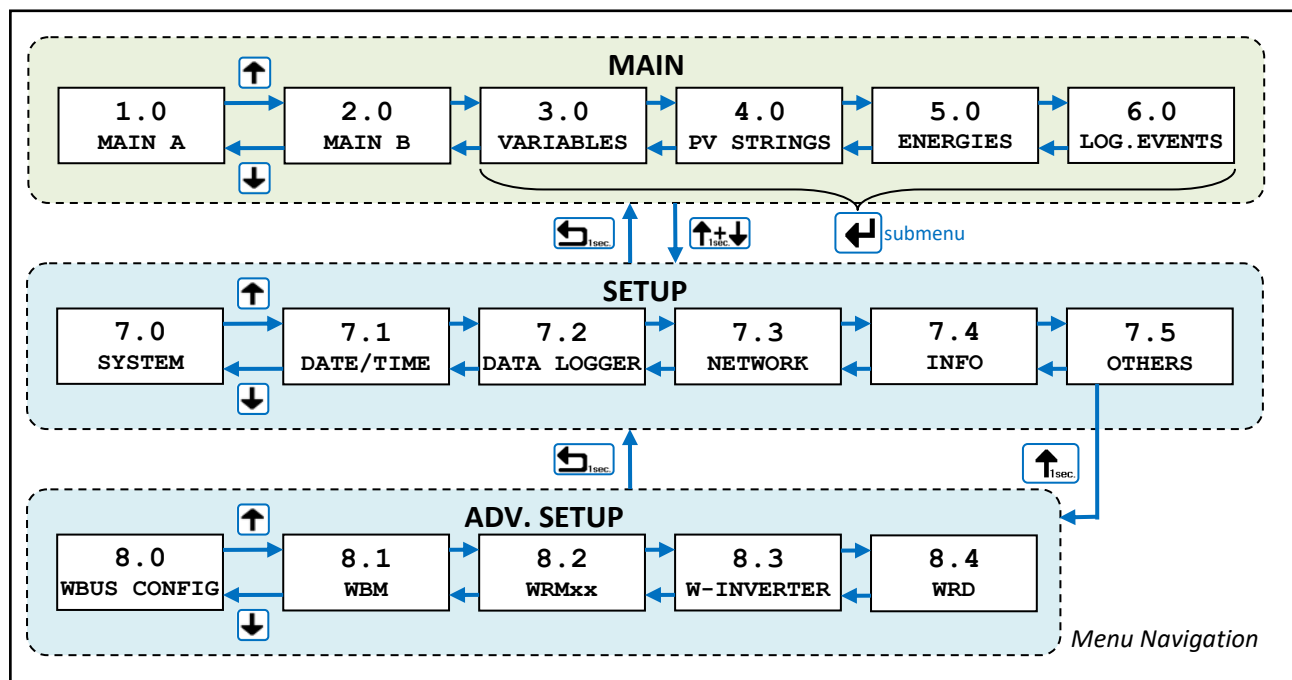 MAIN
1.0
MAIN A
2.0
MAIN B
3.0
VARIABLES
4.0
PV STRINGS
5.0
ENERGIES
6.0
LOG.EVENTS
1sec.
1sec.
+
submenu
SETUP
7.0
SYSTEM
7.1
DATE/TIME
7.2
DATA LOGGER
7.3
NETWORK
7.4
INFO
7.5
OTHERS
1sec.
1sec.
ADV. SETUP
8.0
WBUS CONFIG
8.1
WBM
8.2
WRMxx
8.3
W-INVERTER
8.4
WRD
Menu Navigation